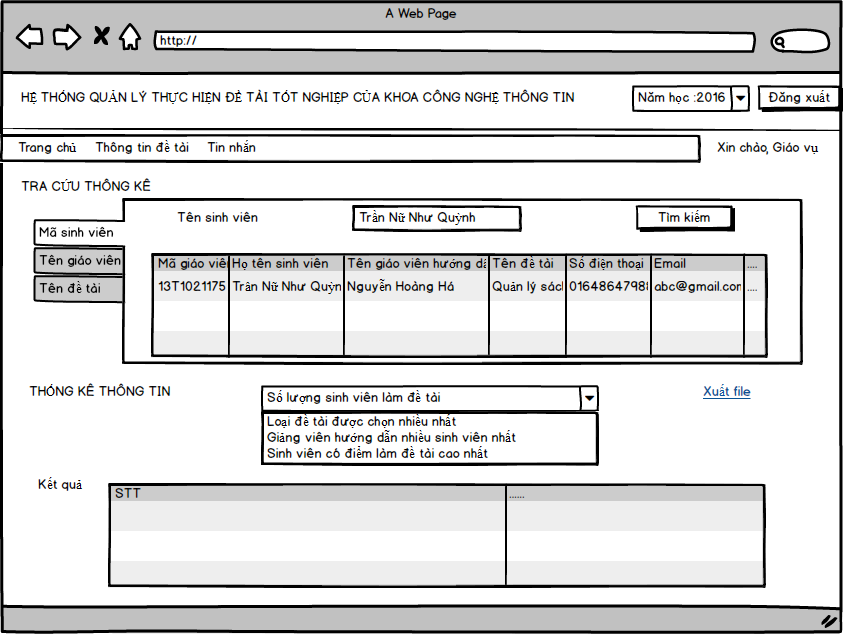 A Web Page
http://
HỆ THỐNG QUẢN LÝ THỰC HIỆN ĐỀ TÀI TỐT NGHIỆP CỦA KHOA CÔNG NGHỆ THÔNG TIN
Năm học :2016
Đăng xuất
Trang chủ Thông tin đề tài Tin nhắn
Xin chào, Giáo vụ
TRA CỨU THỐNG KÊ
Mã sinh viên
Tên giáo viên
Tên đề tài
Tên sinh viên
Trần Nữ Như Quỳnh
Tìm kiếm
Mã giáo viên Họ tên sinh viên Tên giáo viên hướng dẫ Tên đề tài Số điện thoại Email ....
13T1021175 Trần Nữ Như Quỳn Nguyễn Hoàng Hà Quản lý sác 0164864798 abc@gmail.com ....
THỐNG KÊ THÔNG TIN
Số lượng sinh viên làm đề tài
Loại đề tài được chọn nhiều nhất
Giảng viên hướng dẫn nhiều sinh viên nhất
Sinh viên có điểm làm đề tài cao nhất
Xuất file
Kết quả
STT ......